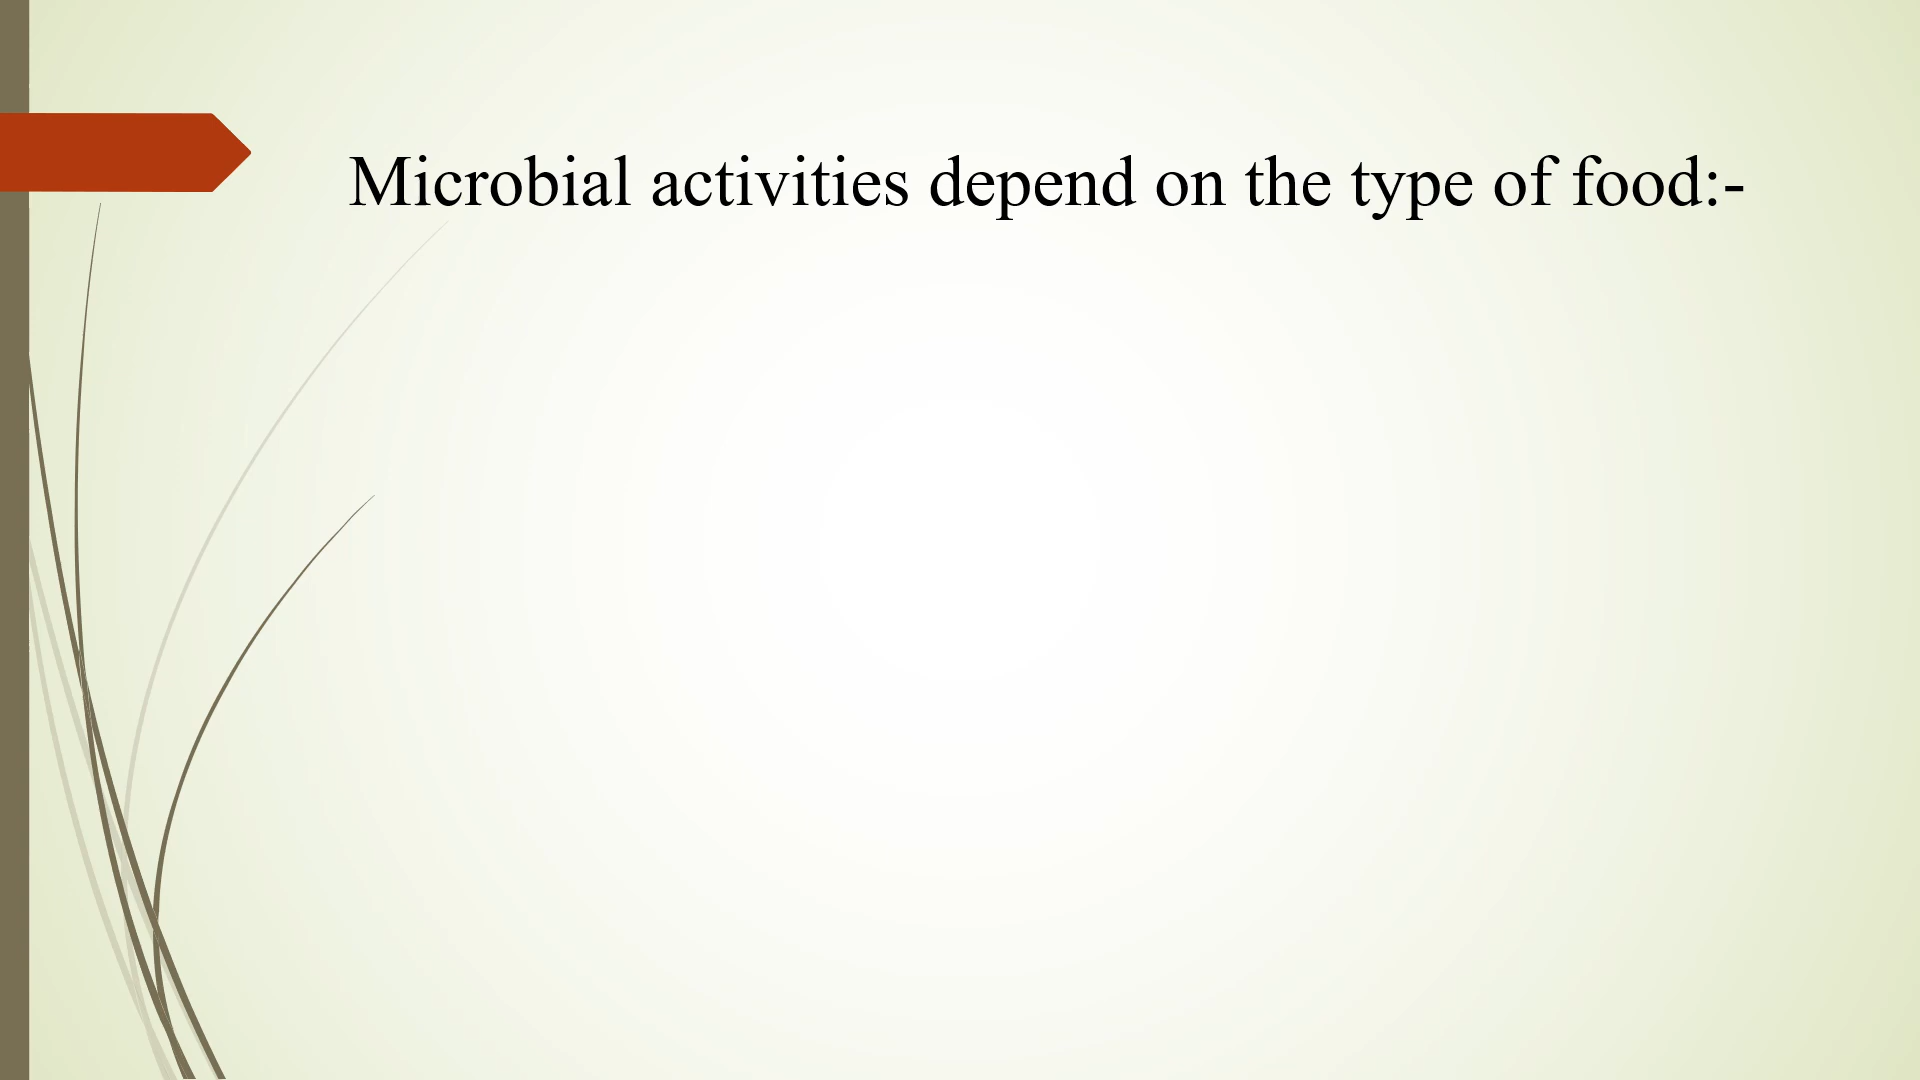 Microbial activities depend on the type of food:-